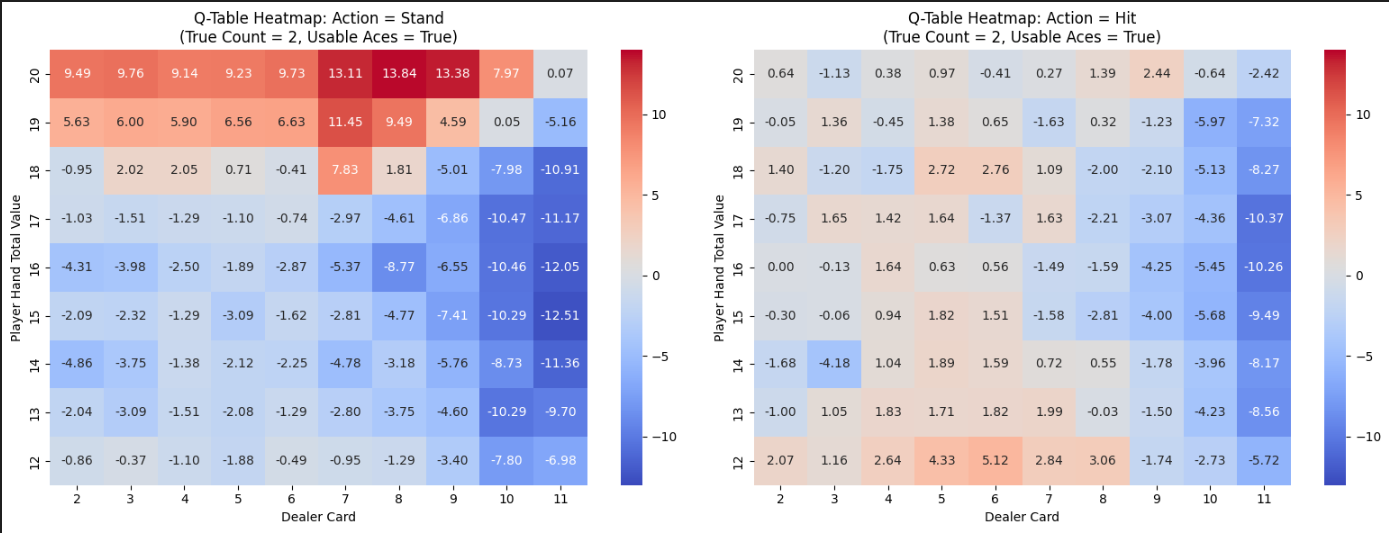 Q-Table Heatmap: Action = Stand
(True Count = 2, Usable Aces = True)
Player Hand Total Value
20 9.49 9.76 9.14 9.23 9.73 13.11 13.84 13.38 7.97 0.07
19 5.63 6.00 5.90 6.56 6.63 11.45 9.49 4.59 0.05 -5.16
18 -0.95 2.02 2.05 0.71 -0.41 7.83 1.81 -5.01 -7.98 -10.91
17 -1.03 -1.51 -1.29 -1.10 -0.74 -2.97 -4.61 -6.86 -10.47 -11.17
16 -4.31 -3.98 -2.50 -1.89 -2.87 -5.37 -8.77 -6.55 -10.46 -12.05
15 -2.09 -2.32 -1.29 -3.09 -1.62 -2.81 -4.77 -7.41 -10.29 -12.51
14 -4.86 -3.75 -1.38 -2.12 -2.25 -4.78 -3.18 -5.76 -8.73 -11.36
13 -2.04 -3.09 -1.51 -2.08 -1.29 -2.80 -3.75 -4.60 -10.29 -9.70
12 -0.86 -0.37 -1.10 -1.88 -0.49 -0.95 -1.29 -3.40 -7.80 -6.98
2 3 4 5 6 7 8 9 10 11
Dealer Card
10
5
0
−5
−10
Q-Table Heatmap: Action = Hit
(True Count = 2, Usable Aces = True)
Player Hand Total Value
20 0.64 -1.13 0.38 0.97 -0.41 0.27 1.39 2.44 -0.64 -2.42
19 -0.05 1.36 -0.45 1.38 0.65 -1.63 0.32 -1.23 -5.97 -7.32
18 1.40 -1.20 -1.75 2.72 2.76 1.09 -2.00 -2.10 -5.13 -8.27
17 -0.75 1.65 1.42 1.64 -1.37 1.63 -2.21 -3.07 -4.36 -10.37
16 0.00 -0.13 1.64 0.63 0.56 -1.49 -1.59 -4.25 -5.45 -10.26
15 -0.30 -0.06 0.94 1.82 1.51 -1.58 -2.81 -4.00 -5.68 -9.49
14 -1.68 -4.18 1.04 1.89 1.59 0.72 0.55 -1.78 -3.96 -8.17
13 -1.00 1.05 1.83 1.71 1.82 1.99 -0.03 -1.50 -4.23 -8.56
12 2.07 1.16 2.64 4.33 5.12 2.84 3.06 -1.74 -2.73 -5.72
2 3 4 5 6 7 8 9 10 11
Dealer Card
10
5
0
−5
−10